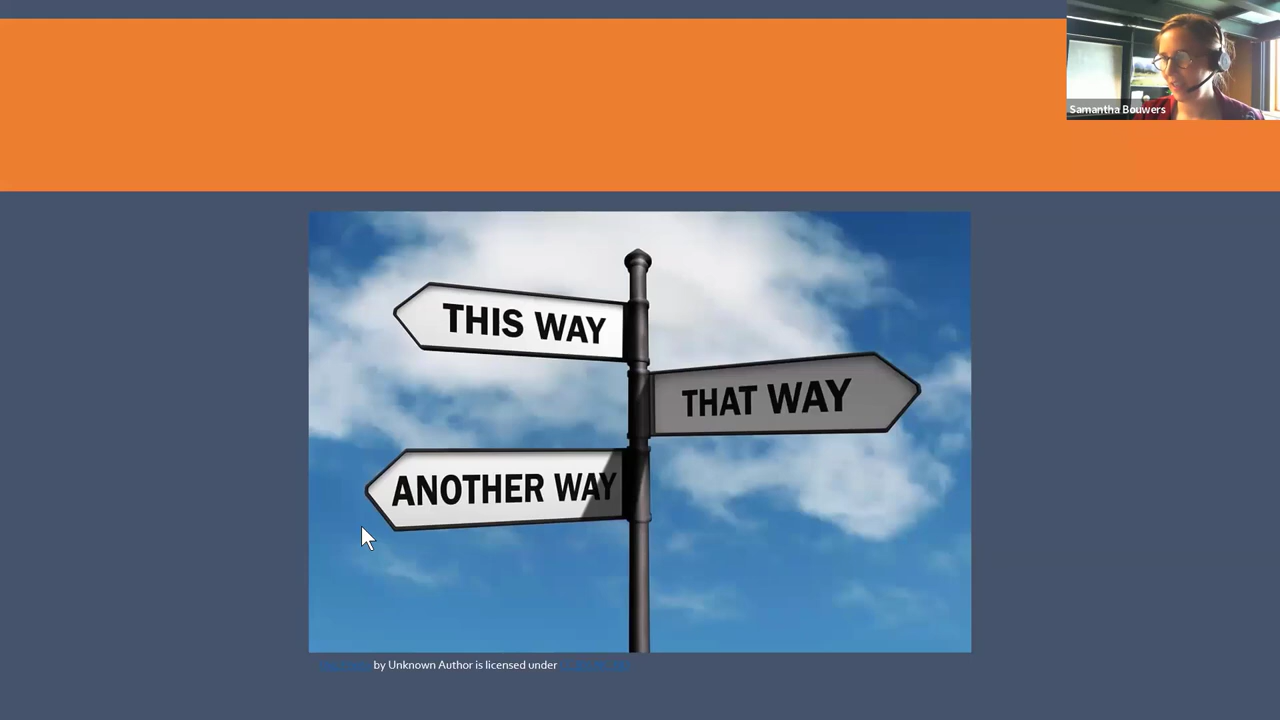 Samantha Bouwers
THIS WAY
THAT WAY
ANOTHER WAY
by Unknown Author is licensed under